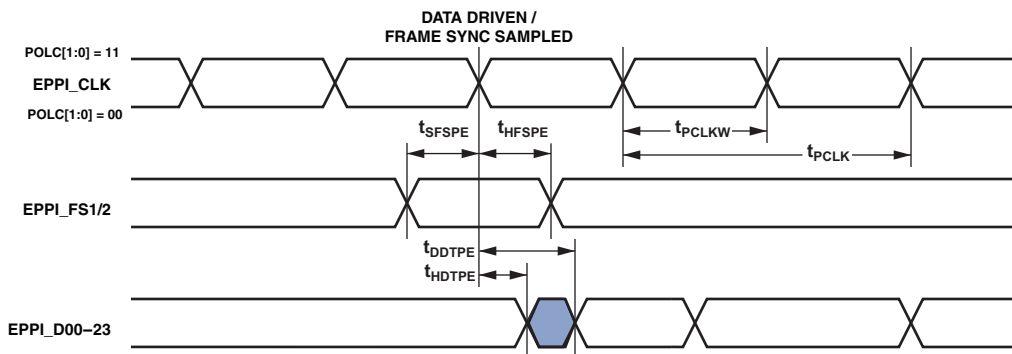 DATA DRIVEN /
FRAME SYNC SAMPLED
POLC[1:0] = 11
EPPI_CLK
POLC[1:0] = 00
tSFSPE
tHFSPE
tPCLKW
tPCLK
EPPI_FS1/2
tDDTPE
tHDTPE
EPPI_D00–23